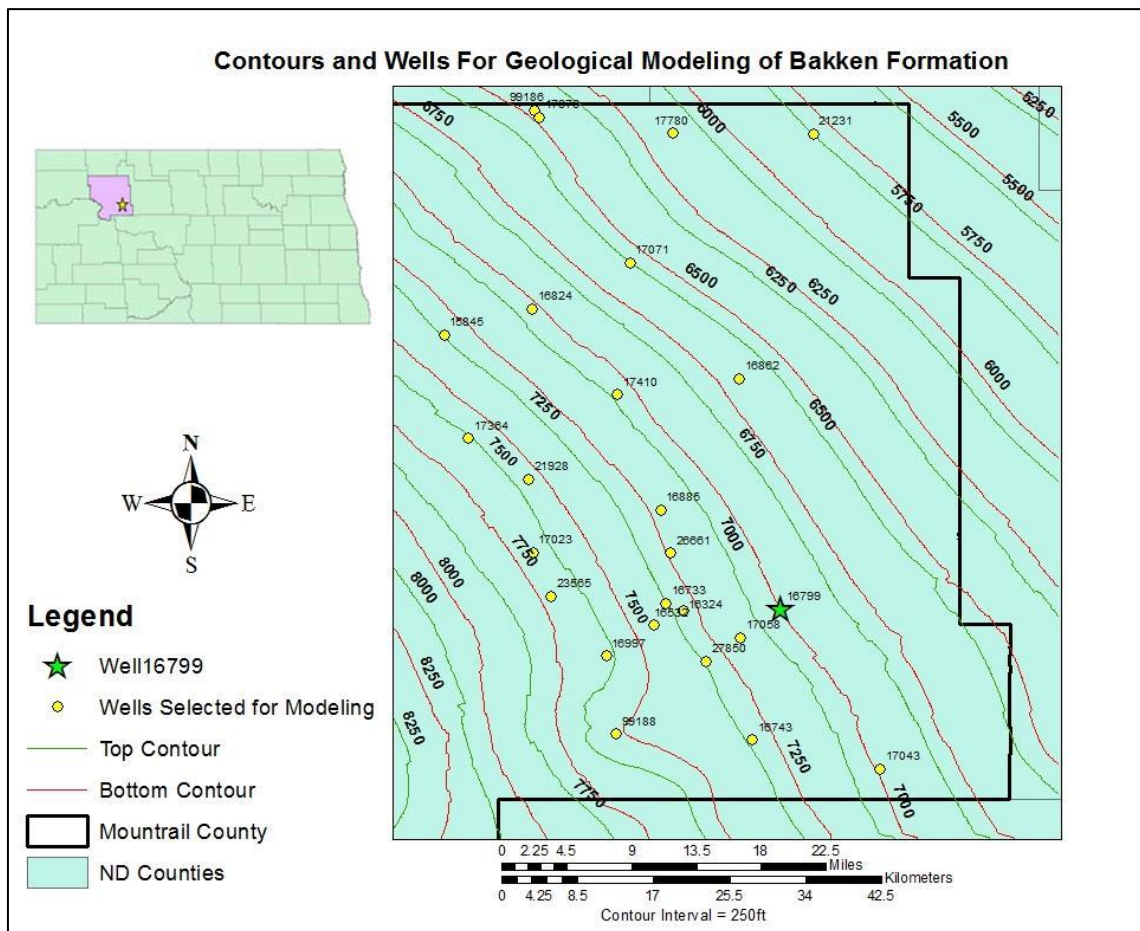 Contours and Wells For Geological Modeling of Bakken Formation
99186
17079
17780
21231
6750
6000
5250
5500
5500
5750
5750
17071
6500
6250
6250
16824
15845
6000
17410
16862
7250
6500
6750
17364
7500
21928
16885
7000
17023
7750
26661
8000
8000
23565
16733
16324
16799
7500
16532
17058
16997
27850
8250
8250
99188
16743
7250
17043
7000
7750
N
W
E
S
Legend
Well16799
Wells Selected for Modeling
Top Contour
Bottom Contour
Mountrail County
ND Counties
0 2.25 4.5 9 13.5 18 22.5
Miles
Kilometers
0 4.25 8.5 17 25.5 34 42.5
Contour Interval = 250ft